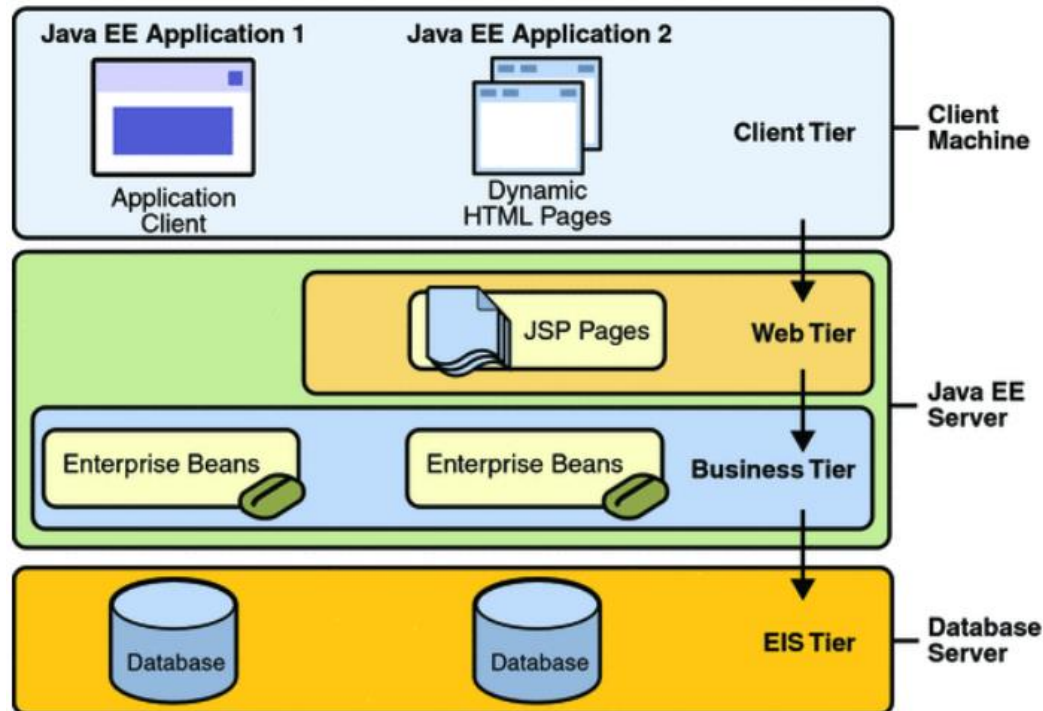 Java EE Application 1
Java EE Application 2
Application
Client
Dynamic
HTML Pages
Client Tier
Client
Machine
JSP Pages
Web Tier
Java EE
Server
Enterprise Beans
Enterprise Beans
Business Tier
Database
Database
EIS Tier
Database
Server